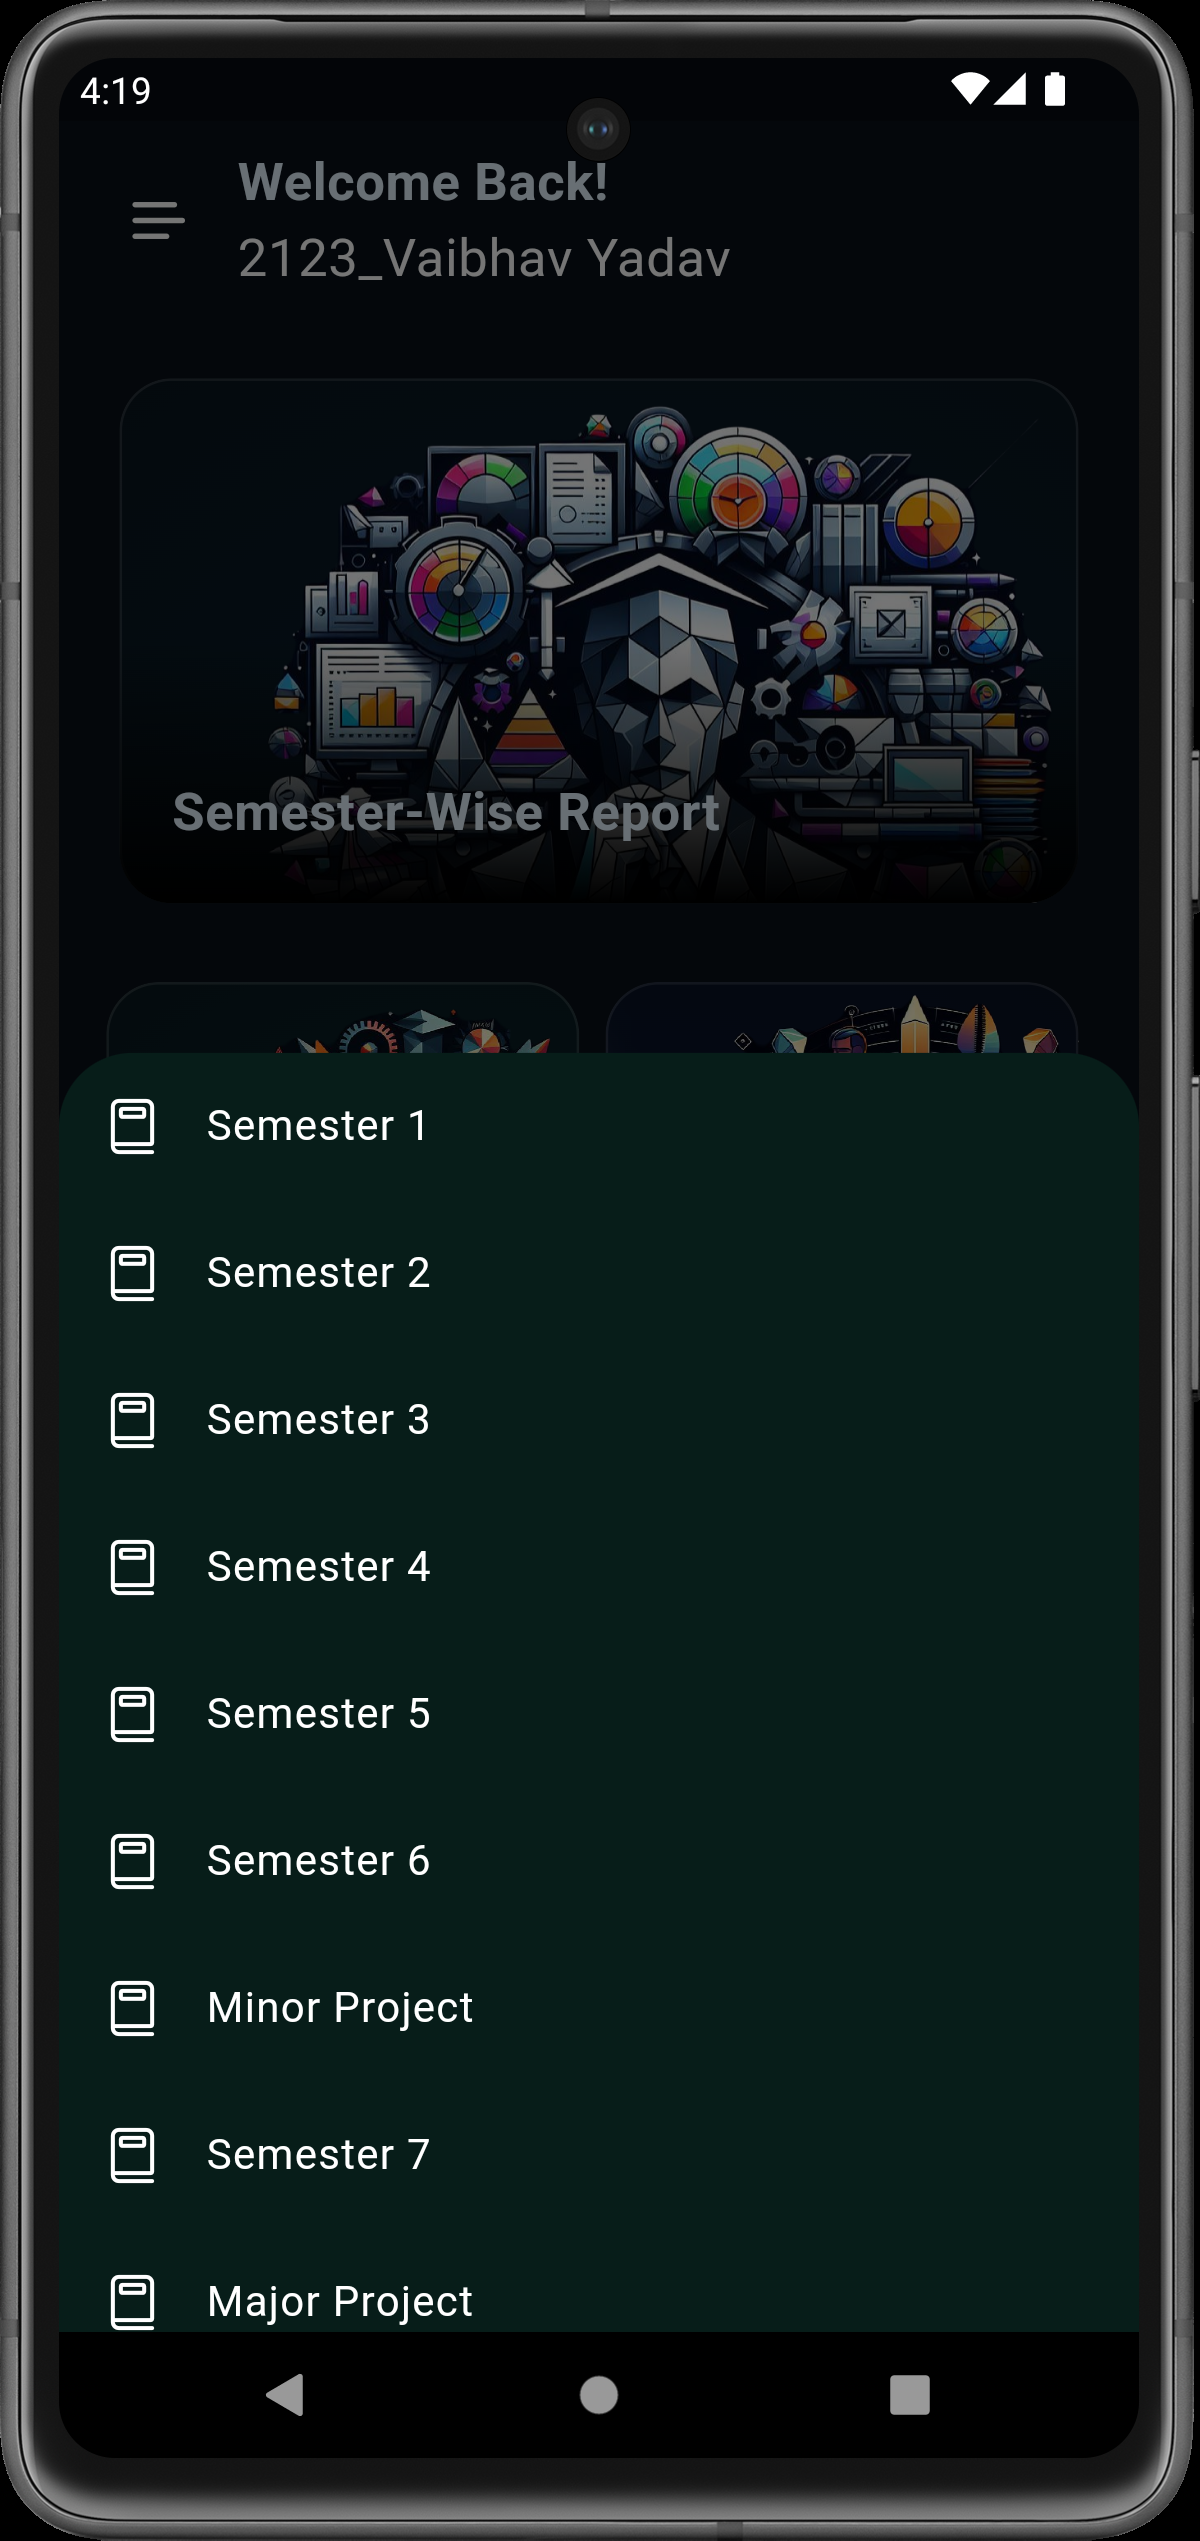 4:19
Welcome Back!
2123_Vaibhav Yadav
Semester-Wise Report
Semester 1
Semester 2
Semester 3
Semester 4
Semester 5
Semester 6
Minor Project
Semester 7
Major Project